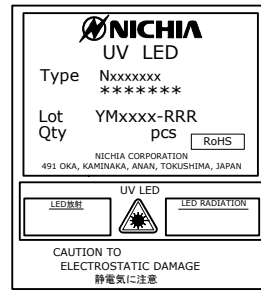 NICHIA
UV LED
Type Nxxxxxxx
*******
Lot YMxxxx-RRR
Qty pcs
RoHS
NICHIA CORPORATION
491 OKA, KAMINAKA, ANAN, TOKUSHIMA, JAPAN
UV LED
LED放射
LED RADIATION
CAUTION TO
ELECTROSTATIC DAMAGE
静電気に注意